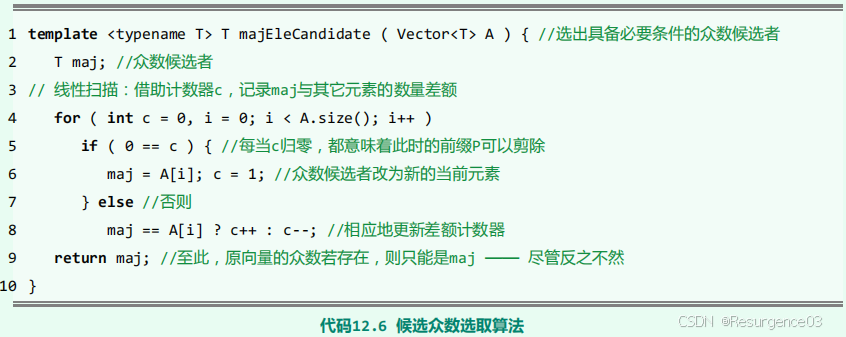 1 template <typename T> T majEleCandidate ( Vector<T> A ) { //选出具备必要条件的众数候选者
2 T maj; //众数候选者
3 // 线性扫描：借助计数器c，记录maj与其它元素的数量差额
4 for ( int c = 0, i = 0; i < A.size(); i++ )
5 if ( 0 == c ) { //每当c归零，都意味着此时的前缀P可以剪除
6 maj = A[i]; c = 1; //众数候选者改为新的当前元素
7 } else //否则
8 maj == A[i] ? c++ : c--; //相应地更新差额计数器
9 return maj; //至此，原向量的众数若存在，则只能是maj —— 尽管反之不然
10 }
代码12.6 候选众数选取算法
CSDN @Resurgence03